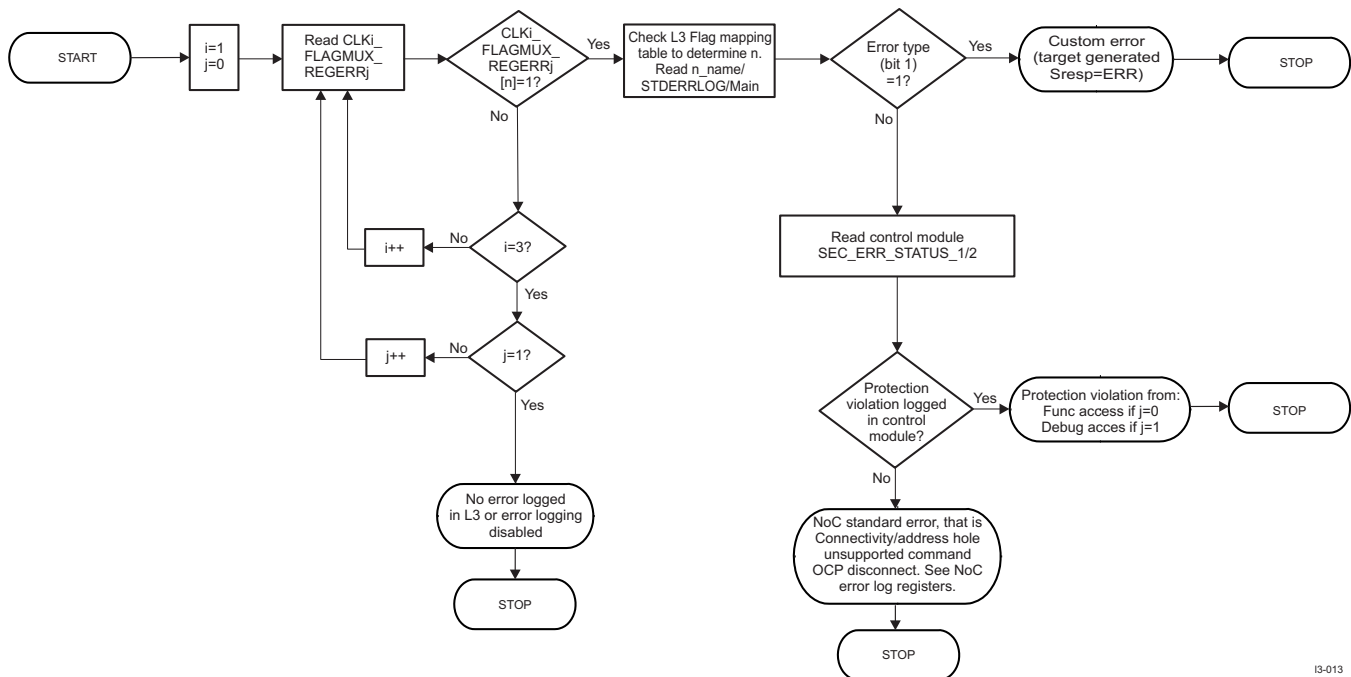 START
i=1
j=0
Read CLKi_
FLAGMUX_
REGERRj
CLKi_
FLAGMUX_
REGERRj
[n]=1?
Yes
No
Check L3 Flag mapping
table to determine n.
Read n_name/
STDERRLOG/Main
Error type
(bit 1)
=1?
Yes
No
Custom error
(target generated
Sresp=ERR)
STOP
i=3?
No
i++
Yes
j=1?
No
j++
Yes
No error logged
in L3 or error logging
disabled
STOP
Read control module
SEC_ERR_STATUS_1/2
Protection
violation logged
in control
module?
Yes
No
Protection violation from:
Func access if j=0
Debug acces if j=1
STOP
NoC standard error, that is
Connectivity/address hole
unsupported command
OCP disconnect. See NoC
error log registers.
STOP
l3-013